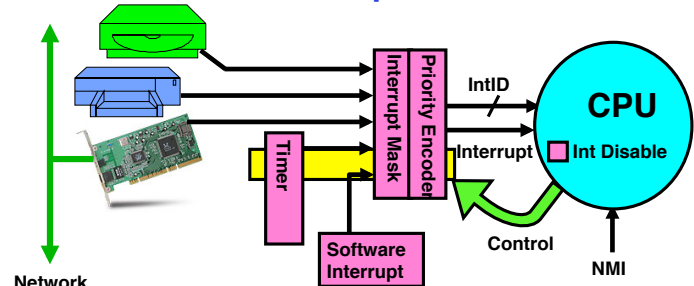 Interrupt Mask
Priority Encoder
IntID
CPU
Interrupt
Int Disable
Timer
Control
Software
Interrupt
NMI
Network